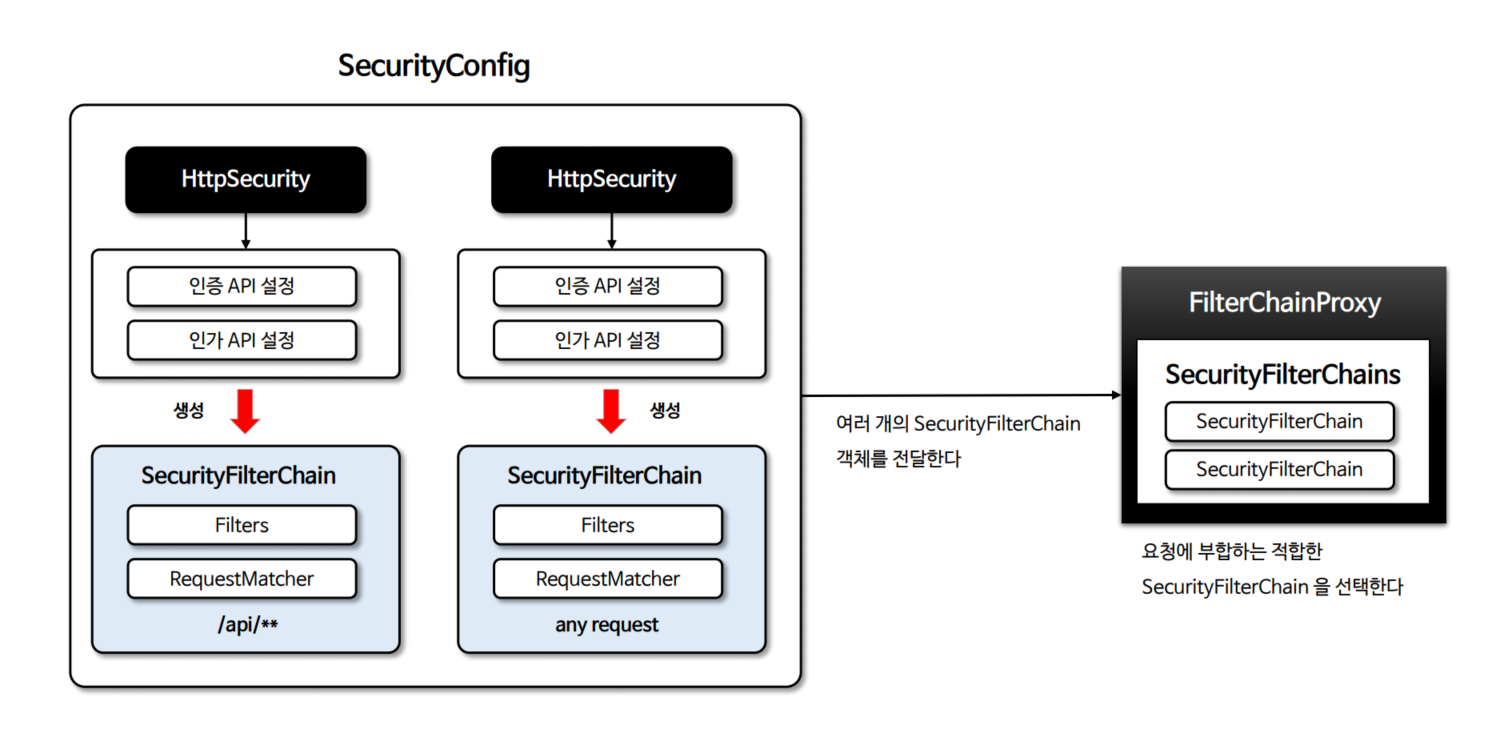 SecurityConfig
HttpSecurity
인증 API 설정
인가 API 설정
생성
SecurityFilterChain
Filters
RequestMatcher
/api/**
HttpSecurity
인증 API 설정
인가 API 설정
생성
SecurityFilterChain
Filters
RequestMatcher
any request
여러 개의 SecurityFilterChain
객체를 전달한다
FilterChainProxy
SecurityFilterChains
SecurityFilterChain
SecurityFilterChain
요청에 부합하는 적합한
SecurityFilterChain 을 선택한다